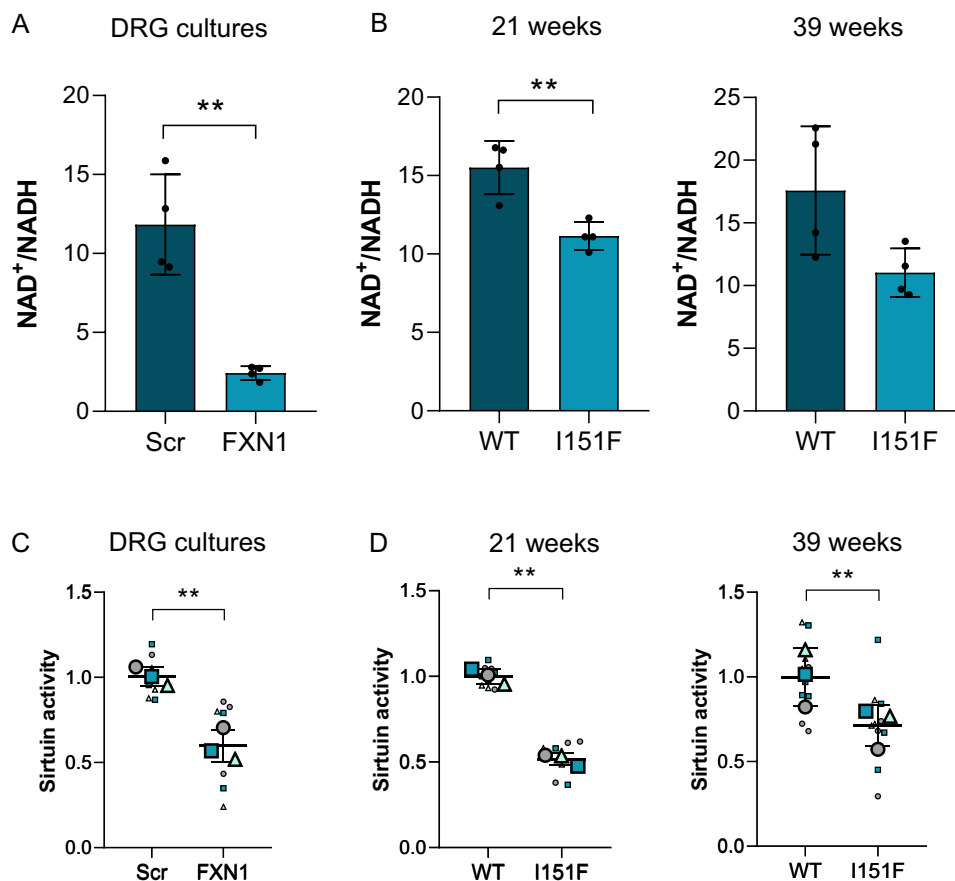 A
DRG cultures
B
21 weeks
39 weeks
NAD⁺/NADH
20
15
10
5
0
**
Scr
FXN1
NAD⁺/NADH
20
15
10
5
0
**
WT
I151F
NAD⁺/NADH
25
20
15
10
5
0
WT
I151F
C
DRG cultures
D
21 weeks
39 weeks
Sirtuin activity
1.5
1.0
0.5
0.0
**
Scr
FXN1
Sirtuin activity
1.5
1.0
0.5
0.0
**
WT
I151F
Sirtuin activity
1.5
1.0
0.5
0.0
**
WT
I151F